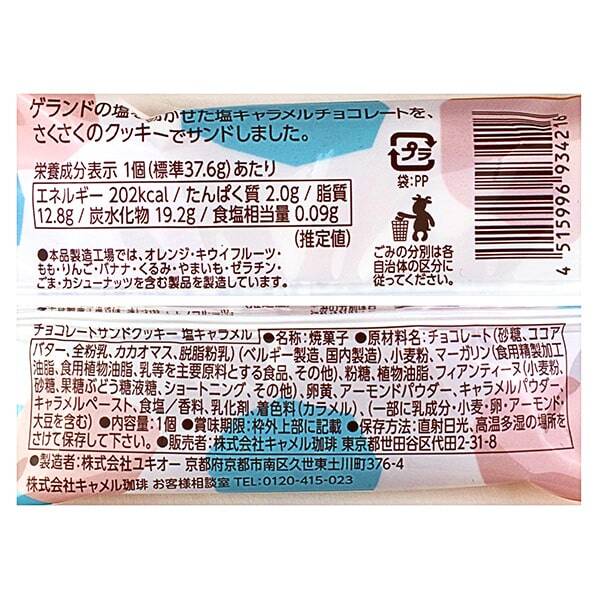 ゲランドの塩を効かせた塩キャラメルチョコレートを、
さくさくのクッキーでサンドしました。
栄養成分表示 1個(標準37.6g)あたり
エネルギー 202kcal / たんぱく質 2.0g / 脂質
12.8g / 炭水化物 19.2g / 食塩相当量 0.09g
(推定値)
●本品製造工場では、オレンジ・キウイフルーツ・
もも・りんご・バナナ・くるみ・やまいも・ゼラチン・
ごま・カシューナッツを含む製品を製造しています。
プラ
袋:PP
ごみの分別は各
自治体の区分に
従ってください。
4 515996 934216
チョコレートサンドクッキー 塩キャラメル ●名称:焼菓子 ●原材料名:チョコレート(砂糖、ココア
バター、全粉乳、カカオマス、脱脂粉乳)(ベルギー製造、国内製造)、小麦粉、マーガリン(食用精製加工
油脂、食用植物油脂、乳等を主要原料とする食品、その他)、粉糖、植物油脂、フィアンティーヌ(小麦粉、
砂糖、果糖ぶどう糖液糖、ショートニング、その他)、卵黄、アーモンドパウダー、キャラメルパウダー、
キャラメルペースト、食塩／香料、乳化剤、着色料(カラメル)、(一部に乳成分・小麦・卵・アーモンド・
大豆を含む) ●内容量:1個 ●賞味期限:枠外上部に記載 ●保存方法:直射日光、高温多湿の場所を
さけて保存して下さい。 ●販売者:株式会社キャメル珈琲 東京都世田谷区代田2-31-8
●製造者:株式会社ユキオー 京都府京都市南区久世東土川町376-4
株式会社キャメル珈琲 お客様相談室 TEL:0120-415-023